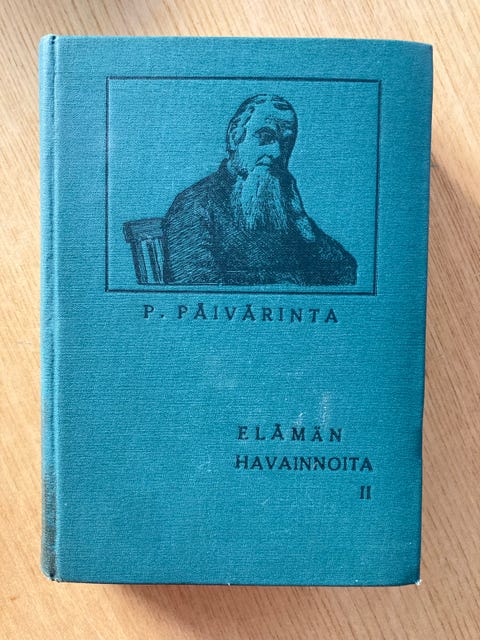 P. PÄIVÄRINTA
ELÄMÄN
HAVAINNOITA
II